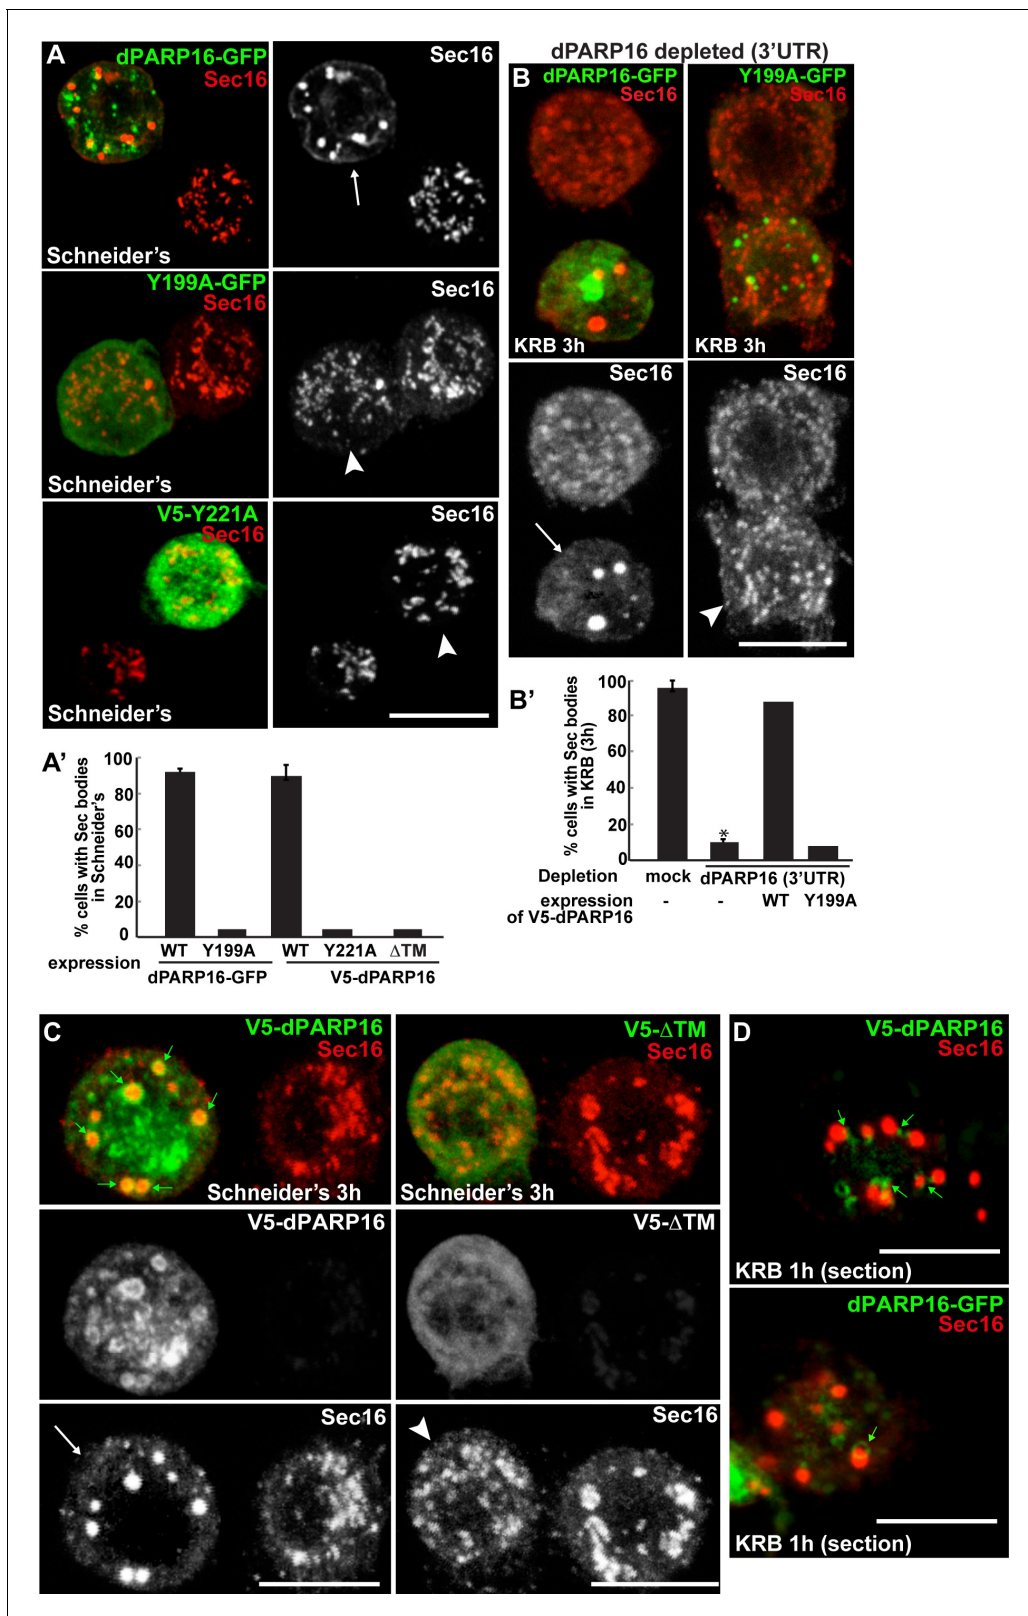 A
dPARP16-GFP
Sec16
Sec16
Schneider's
Y199A-GFP
Sec16
Sec16
Schneider's
V5-Y221A
Sec16
Sec16
Schneider's
dPARP16 depleted (3'UTR)
B
dPARP16-GFP
Sec16
Y199A-GFP
Sec16
KRB 3h
KRB 3h
Sec16
Sec16
A'
% cells with Sec bodies
in Schneider's
100
80
60
40
20
0
WT Y199A WT Y221A ΔTM
expression
dPARP16-GFP V5-dPARP16
B'
% cells with Sec bodies
in KRB (3h)
100
80
60
40
20
0
*
Depletion mock dPARP16 (3'UTR)
expression
of V5-dPARP16 - - WT Y199A
C
V5-dPARP16
Sec16
Schneider's 3h
V5-ΔTM
Sec16
Schneider's 3h
V5-dPARP16
V5-ΔTM
Sec16
Sec16
D
V5-dPARP16
Sec16
KRB 1h (section)
dPARP16-GFP
Sec16
KRB 1h (section)